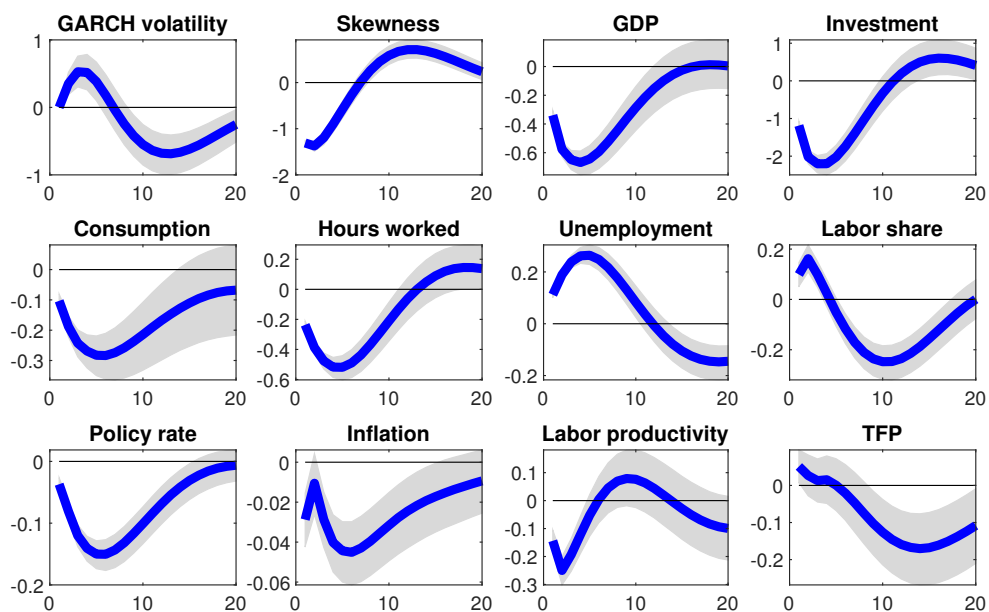 GARCH volatility
1
0
-1
0 10 20
Skewness
0
-1
-2
0 10 20
GDP
0
-0.2
-0.4
-0.6
0 10 20
Investment
1
0
-1
-2
0 10 20
Consumption
0
-0.1
-0.2
-0.3
0 10 20
Hours worked
0.2
0
-0.2
-0.4
-0.6
0 10 20
Unemployment
0.2
0
-0.2
0 10 20
Labor share
0.2
0
-0.2
0 10 20
Policy rate
0
-0.1
-0.2
0 10 20
Inflation
0
-0.02
-0.04
-0.06
0 10 20
Labor productivity
0.1
0
-0.1
-0.2
-0.3
0 10 20
TFP
0.1
0
-0.1
-0.2
0 10 20